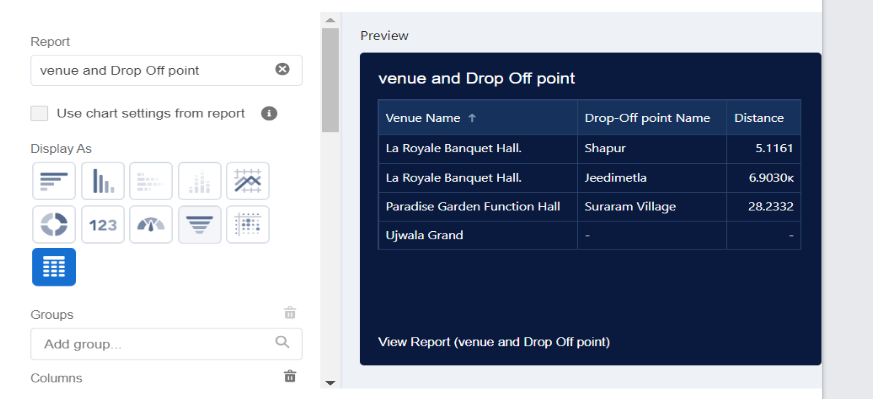 Report
venue and Drop Off point
Use chart settings from report
Display As
123
Groups
Add group...
Columns
Preview
venue and Drop Off point
Venue Name ↑ Drop-Off point Name Distance
La Royale Banquet Hall. Shapur 5.1161
La Royale Banquet Hall. Jeedimetla 6.9030ĸ
Paradise Garden Function Hall Suraram Village 28.2332
Ujwala Grand - -
View Report (venue and Drop Off point)